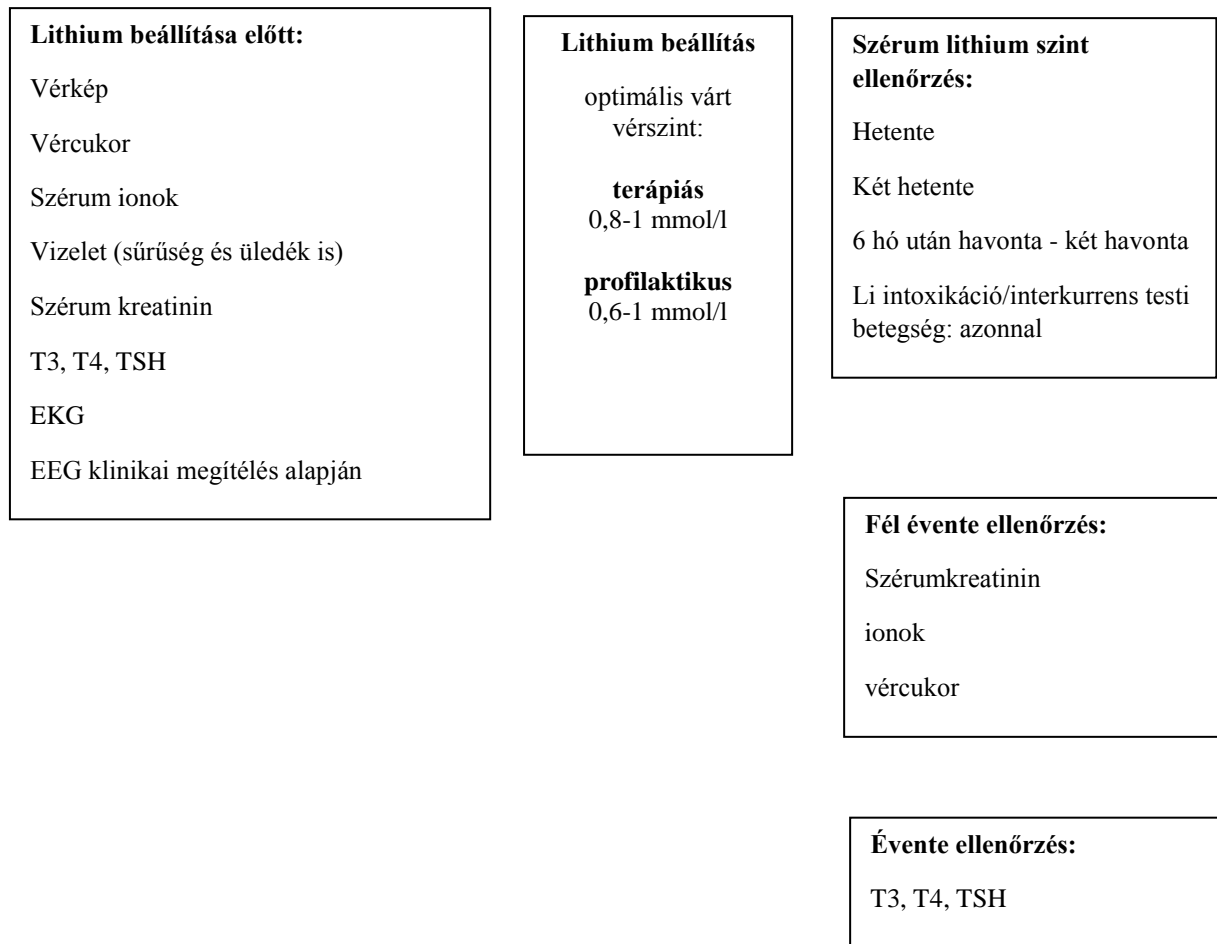 Lithium beállítása előtt:
Vérkép
Vércukor
Szérum ionok
Vizelet (sűrűség és üledék is)
Szérum kreatinin
T3, T4, TSH
EKG
EEG klinikai megítélés alapján
Lithium beállítás
optimális várt
vérszint:
terápiás
0,8-1 mmol/l
profilaktikus
0,6-1 mmol/l
Szérum lithium szint
ellenőrzés:
Hetente
Két hetente
6 hó után havonta - két havonta
Li intoxikáció/interkurrens testi
betegség: azonnal
Fél évente ellenőrzés:
Szérumkreatinin
ionok
vércukor
Évente ellenőrzés:
T3, T4, TSH